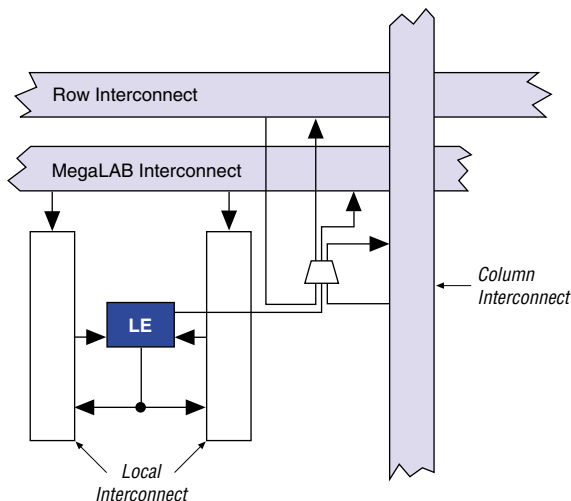 Row Interconnect
MegaLAB Interconnect
Column
Interconnect
LE
Local
Interconnect